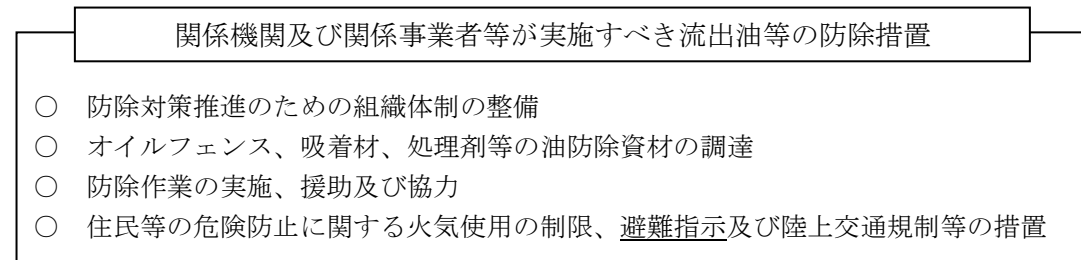 関係機関及び関係事業者等が実施すべき流出油等の防除措置
○ 防除対策推進のための組織体制の整備
○ オイルフェンス、吸着材、処理剤等の油防除資材の調達
○ 防除作業の実施、援助及び協力
○ 住民等の危険防止に関する火気使用の制限、避難指示及び陸上交通規制等の措置